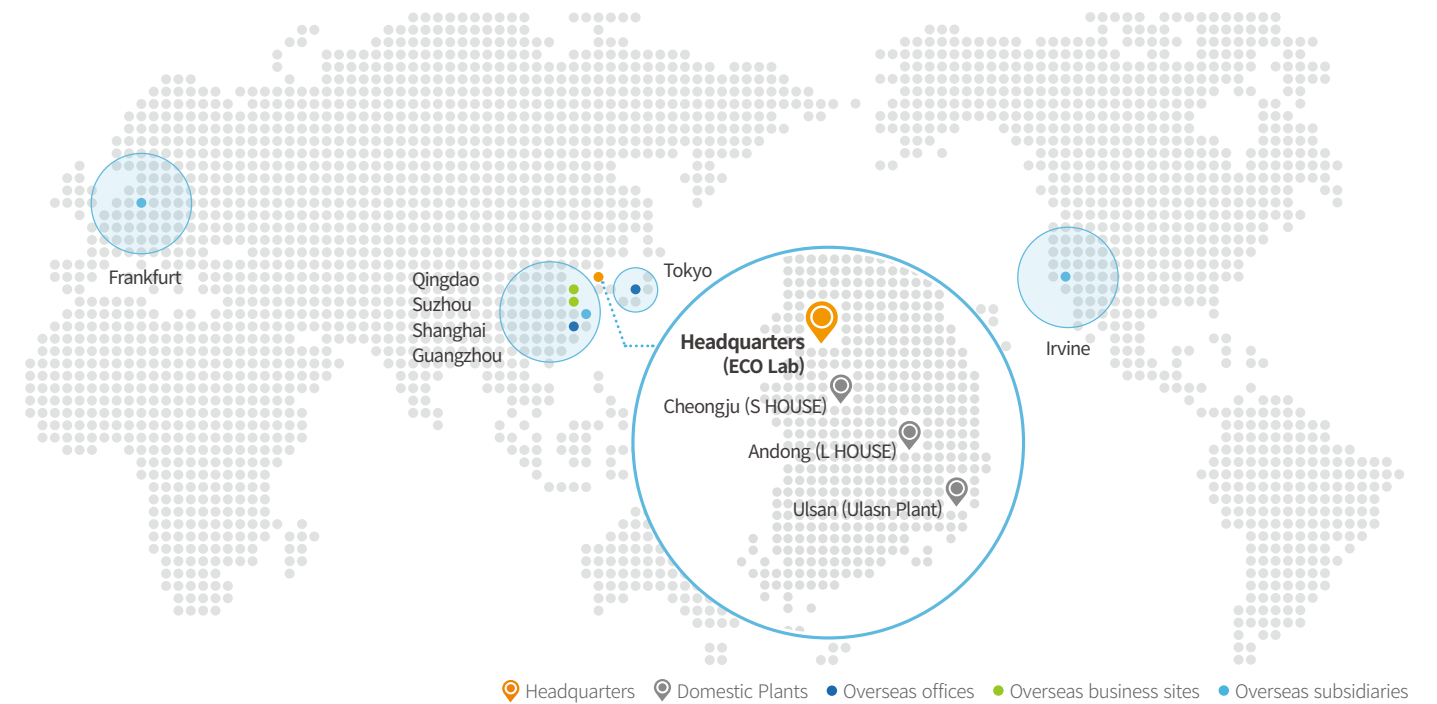 Frankfurt
Qingdao
Suzhou
Shanghai
Guangzhou
Tokyo
Headquarters
(ECO Lab)
Cheongju (S HOUSE)
Andong (L HOUSE)
Ulsan (Ulasn Plant)
Irvine
Headquarters Domestic Plants Overseas offices Overseas business sites Overseas subsidiaries